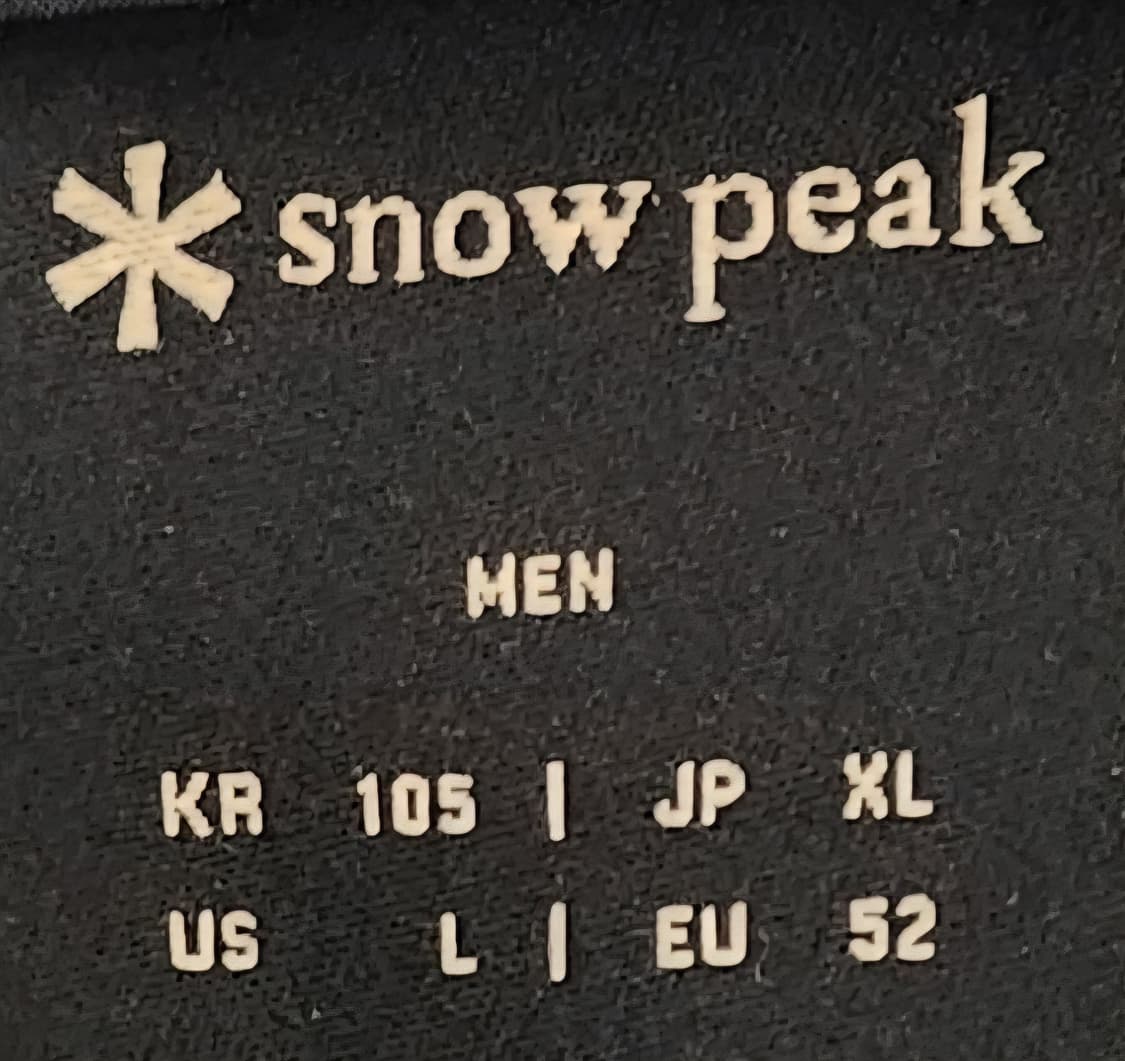 snow peak
MEN
KR 105 | JP XL
US L | EU 52